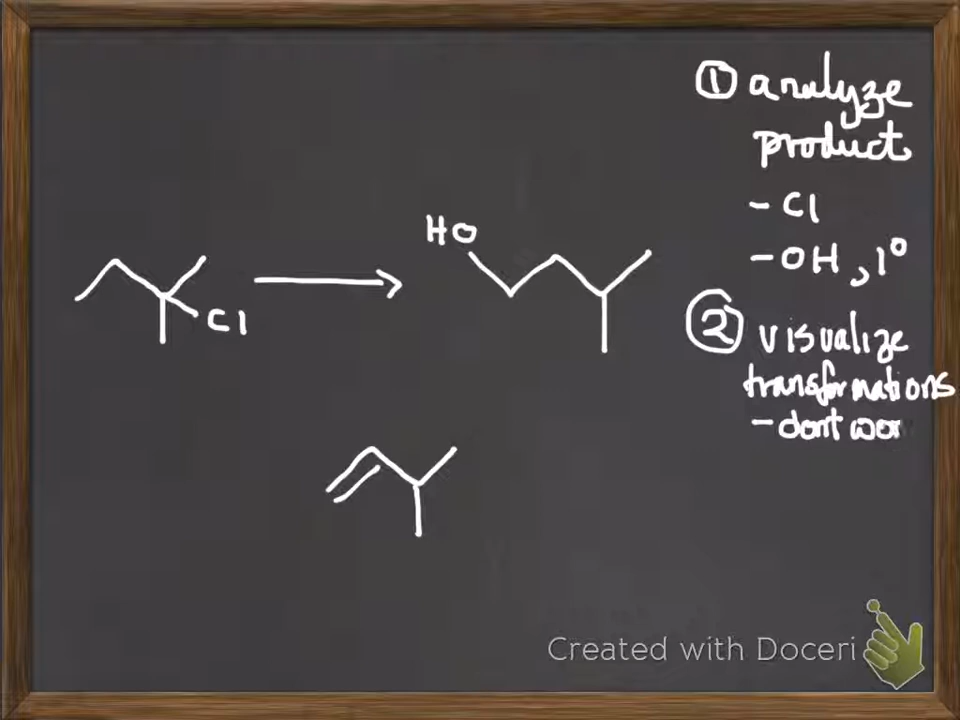 ① analyze
product
- Cl
- OH, 1°
② visualize
transformations
- dont wor
HO
Cl
Created with Doceri